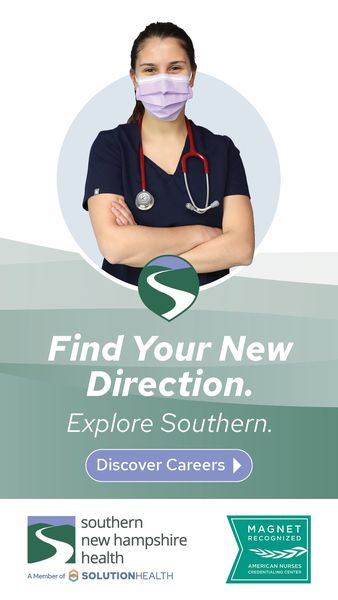 Find Your New
Direction.
Explore Southern.
Discover Careers
southern
new hampshire
health
A Member of SOLUTIONHEALTH
MAGNET
RECOGNIZED
AMERICAN NURSES
CREDENTIALING CENTER